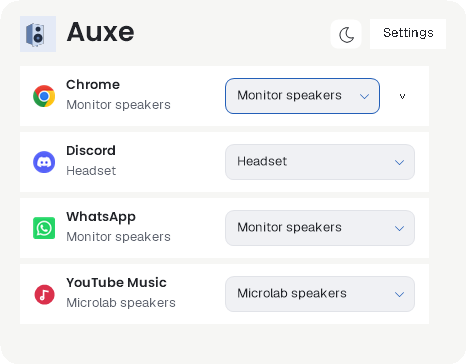 Auxe
Settings
Chrome
Monitor speakers
Monitor speakers
v
Discord
Headset
Headset
WhatsApp
Monitor speakers
Monitor speakers
YouTube Music
Microlab speakers
Microlab speakers